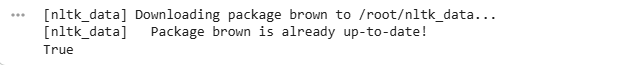 [nltk_data] Downloading package brown to /root/nltk_data...
[nltk_data]   Package brown is already up-to-date!
True